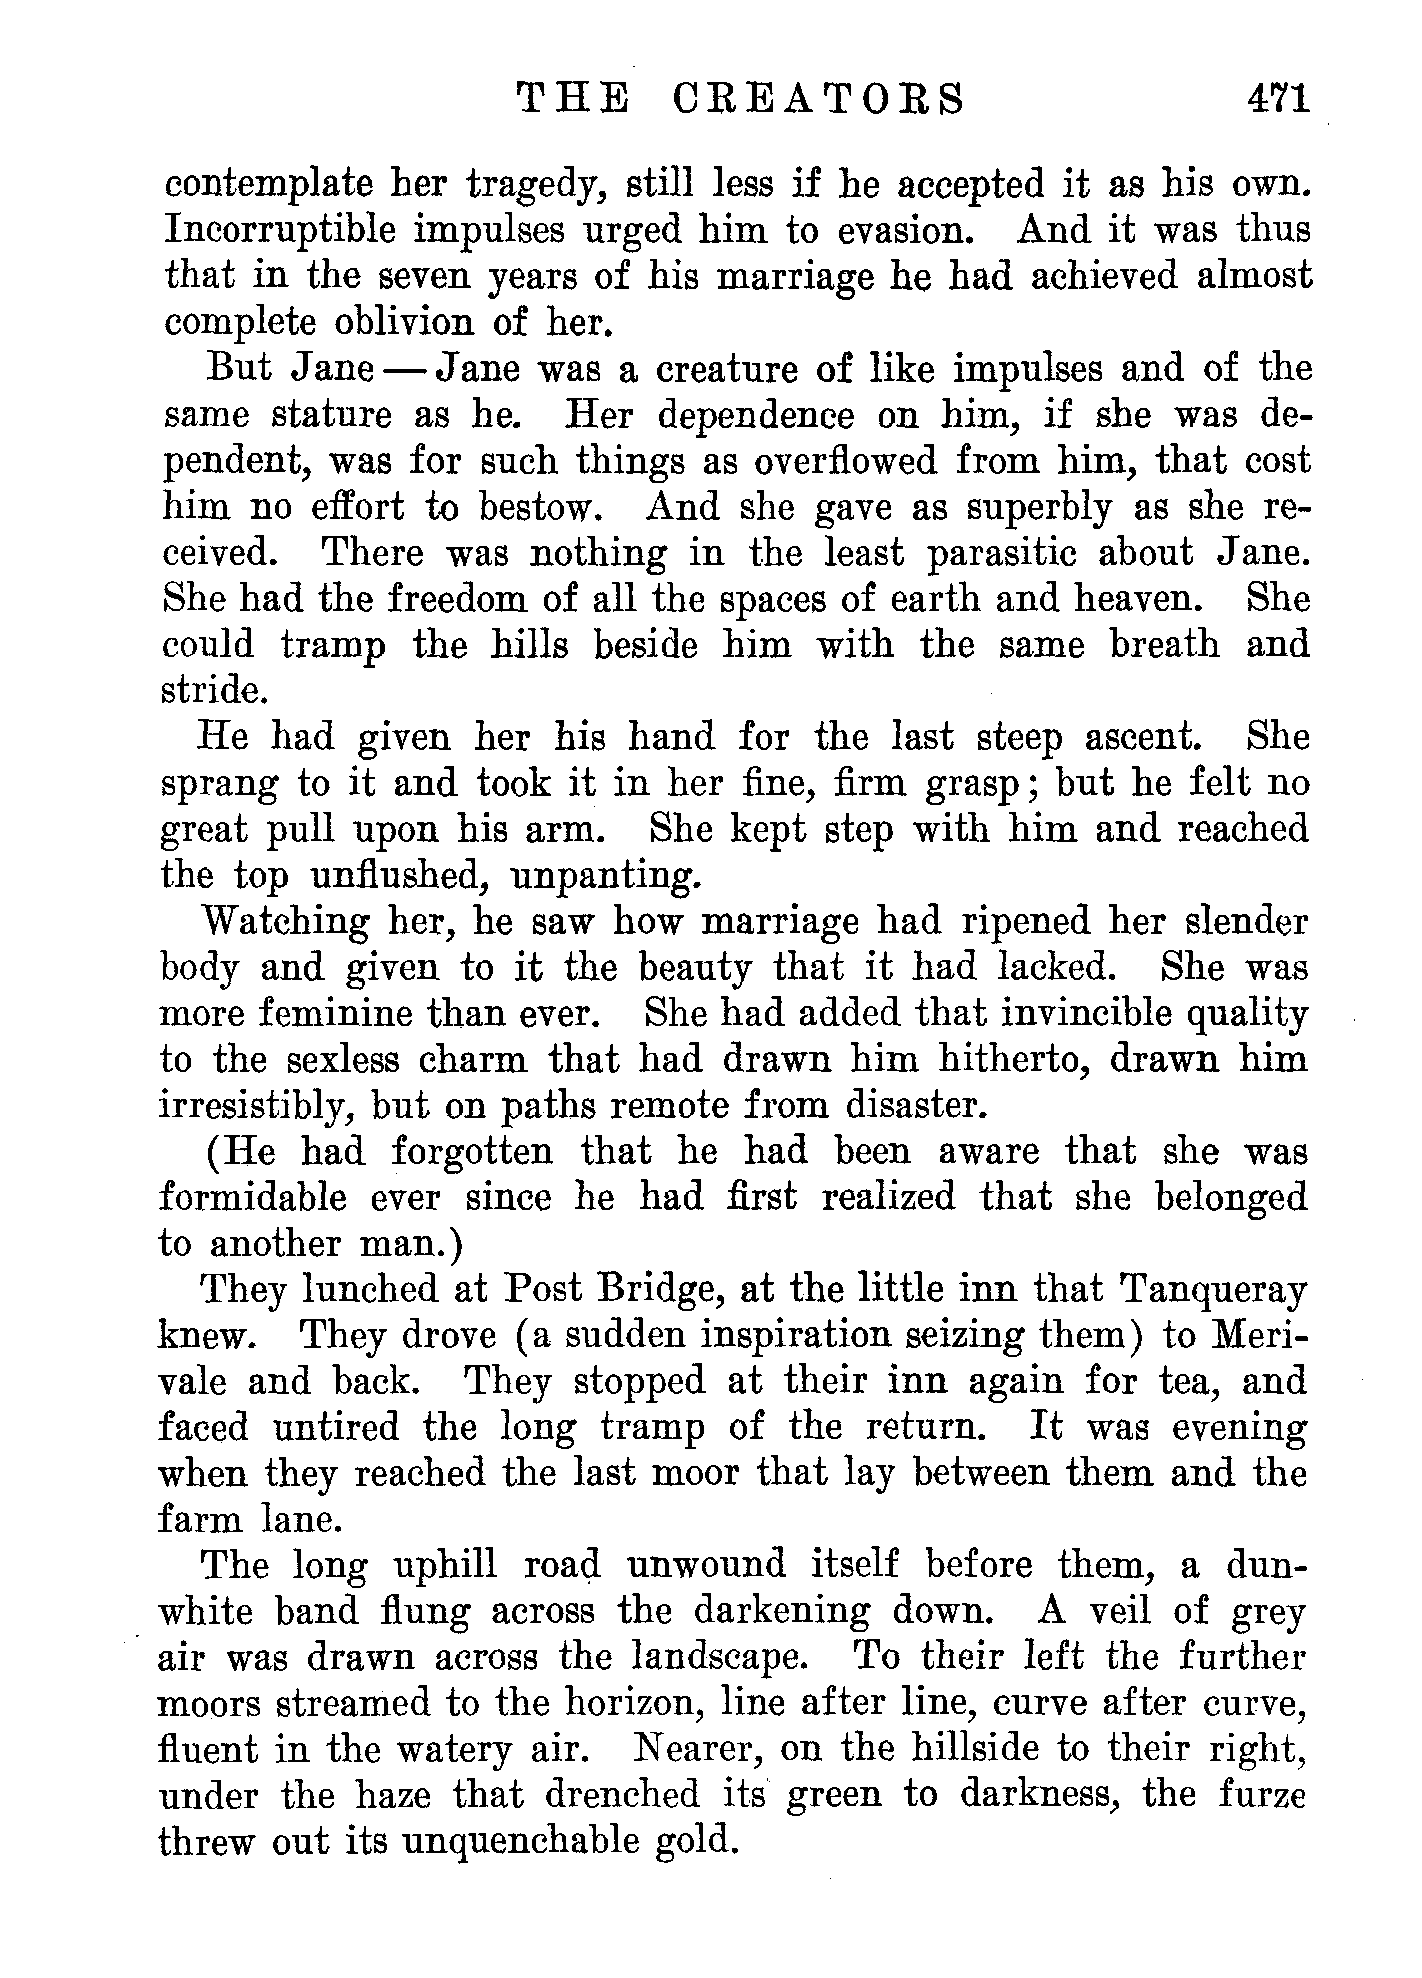 THE CREATORS 471
contemplate her tragedy, still less if he accepted it as his own.
Incorruptible impulses urged him to evasion. And it was thus
that in the seven years of his marriage he had achieved almost
complete oblivion of her.
But Jane — Jane was a creature of like impulses and of the
same stature as he. Her dependence on him, if she was de-
pendent, was for such things as overflowed from him, that cost
him no effort to bestow. And she gave as superbly as she re-
ceived. There was nothing in the least parasitic about Jane.
She had the freedom of all the spaces of earth and heaven. She
could tramp the hills beside him with the same breath and
stride.
He had given her his hand for the last steep ascent. She
sprang to it and took it in her fine, firm grasp; but he felt no
great pull upon his arm. She kept step with him and reached
the top unflushed, unpanting.
Watching her, he saw how marriage had ripened her slender
body and given to it the beauty that it had lacked. She was
more feminine than ever. She had added that invincible quality
to the sexless charm that had drawn him hitherto, drawn him
irresistibly, but on paths remote from disaster.
(He had forgotten that he had been aware that she was
formidable ever since he had first realized that she belonged
to another man.)
They lunched at Post Bridge, at the little inn that Tanqueray
knew. They drove (a sudden inspiration seizing them) to Meri-
vale and back. They stopped at their inn again for tea, and
faced untired the long tramp of the return. It was evening
when they reached the last moor that lay between them and the
farm lane.
The long uphill road unwound itself before them, a dun-
white band flung across the darkening down. A veil of grey
air was drawn across the landscape. To their left the further
moors streamed to the horizon, line after line, curve after curve,
fluent in the watery air. Nearer, on the hillside to their right,
under the haze that drenched its green to darkness, the furze
threw out its unquenchable gold.